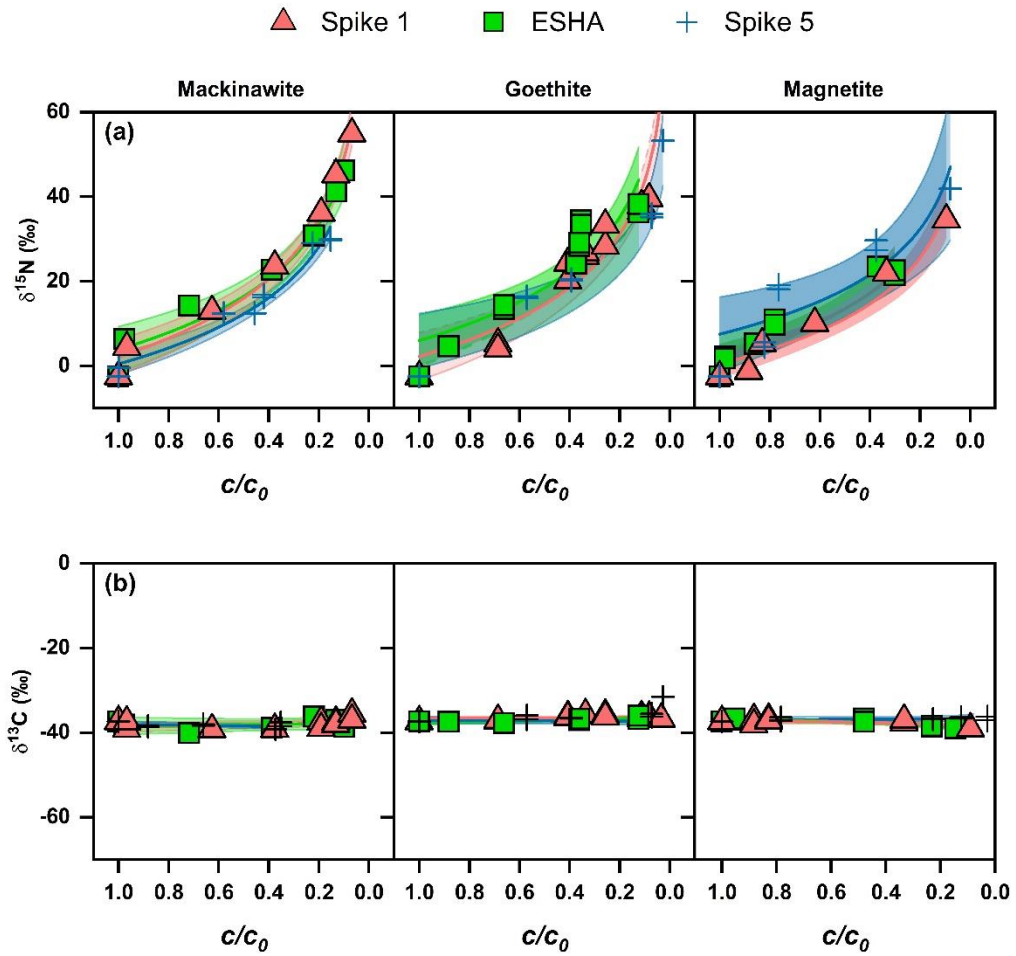 Spike 1 ESHA Spike 5
Mackinawite Goethite Magnetite
(a)
60
40
20
0
δ15N (‰)
1.0 0.8 0.6 0.4 0.2 0.0 1.0 0.8 0.6 0.4 0.2 0.0 1.0 0.8 0.6 0.4 0.2 0.0
c/c0 c/c0 c/c0
(b)
0
-20
-40
-60
δ13C (‰)
1.0 0.8 0.6 0.4 0.2 0.0 1.0 0.8 0.6 0.4 0.2 0.0 1.0 0.8 0.6 0.4 0.2 0.0
c/c0 c/c0 c/c0